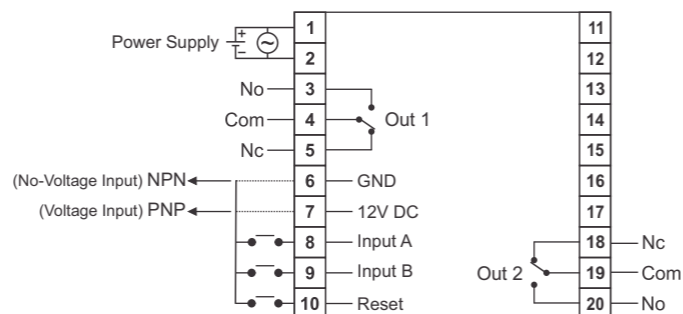 1 11
Power Supply + − ~ 2 12
No 3 13
Com 4 Out 1 14
Nc 5 15
(No-Voltage Input) NPN 6 GND 16
(Voltage Input) PNP 7 12V DC 17
8 Input A 18 Nc
9 Input B Out 2 19 Com
10 Reset 20 No